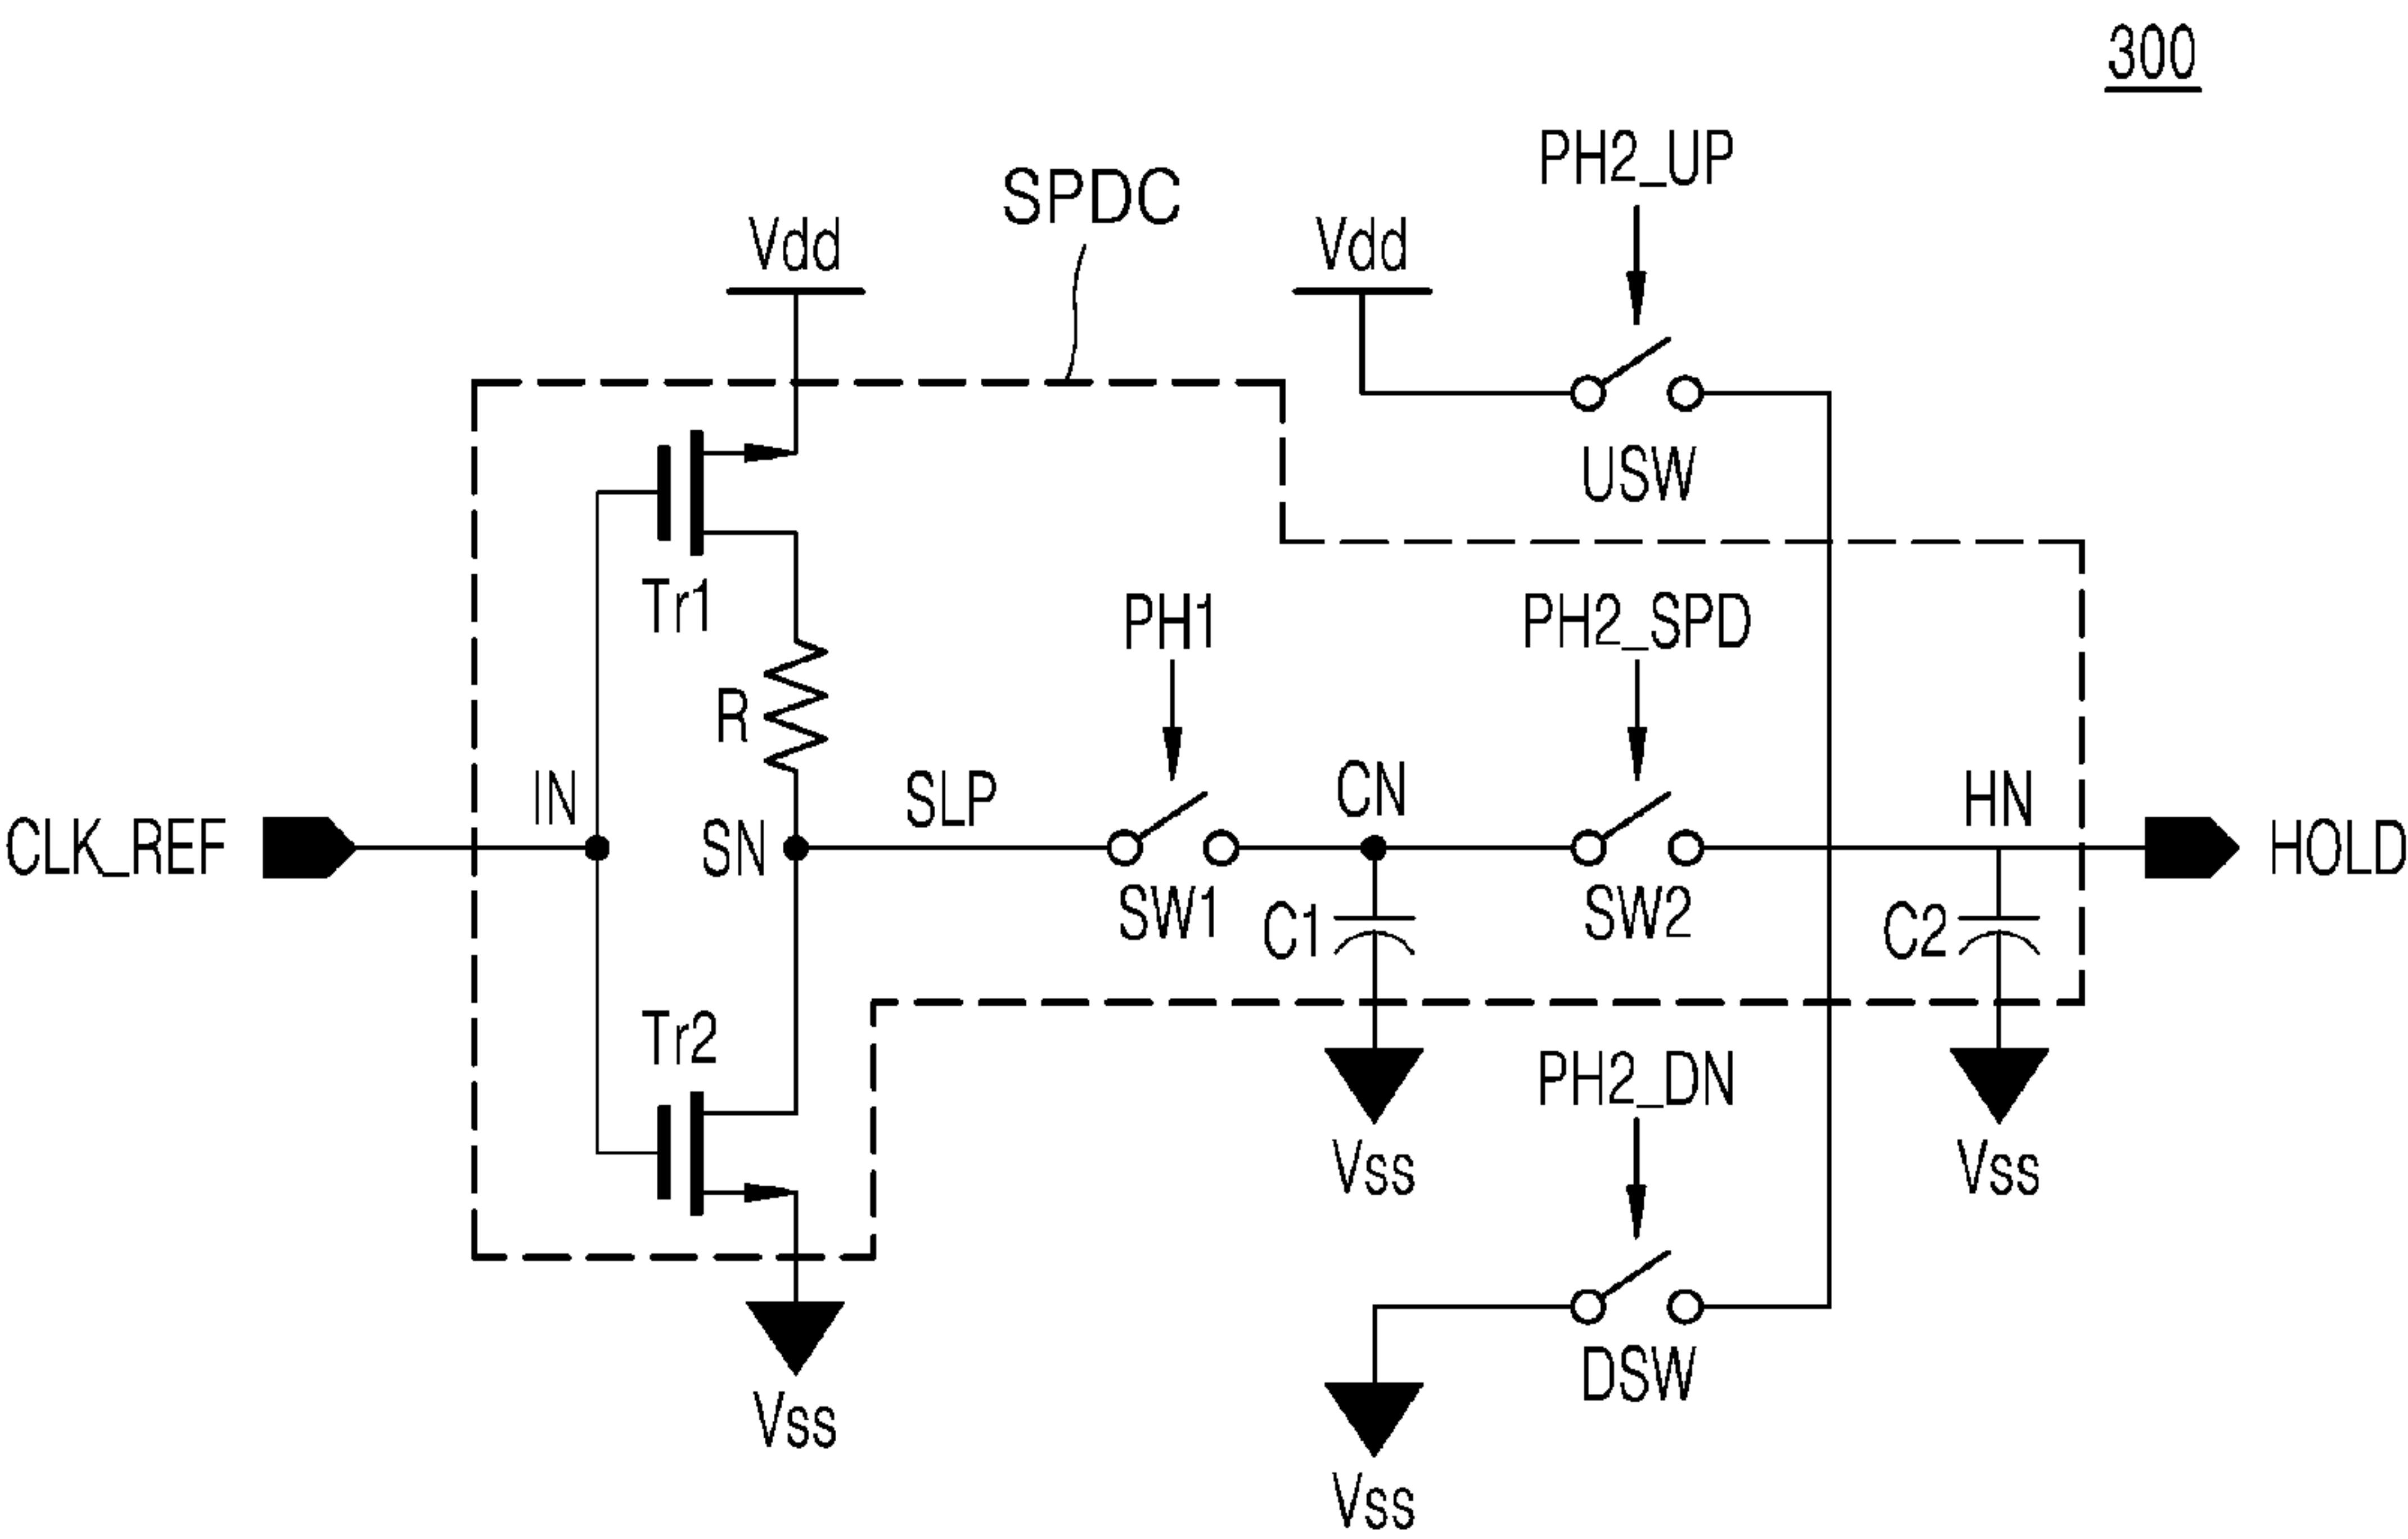 300
PH2_UP
SPDC
Vdd
Vdd
USW
Tr1
PH1
PH2_SPD
R
IN
SLP
CN
HN
CLK_REF
SN
HOLD
SW1
C1
SW2
C2
Tr2
PH2_DN
Vss
Vss
DSW
Vss
Vss